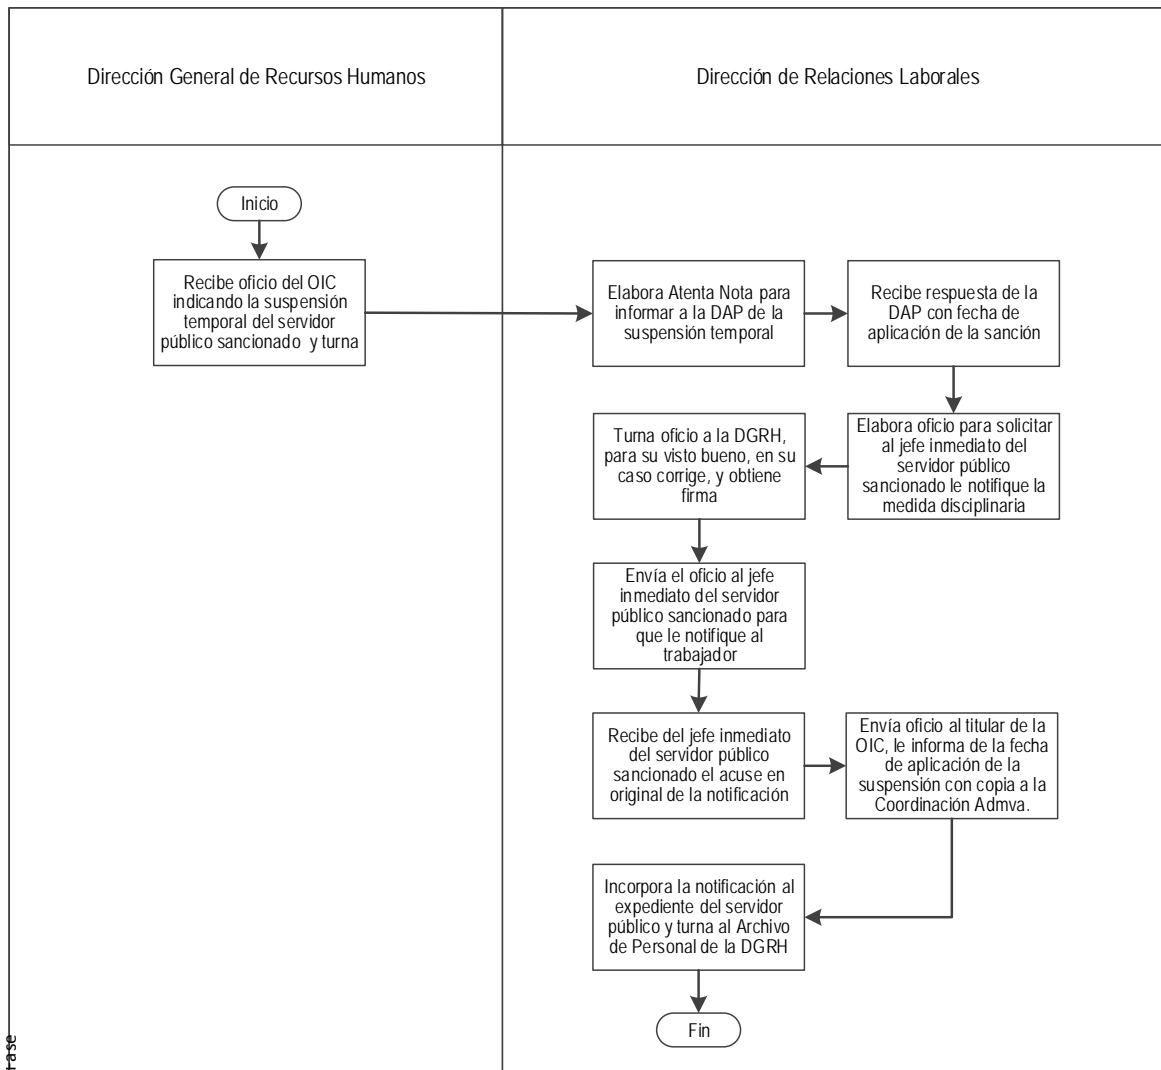 Dirección General de Recursos Humanos
Dirección de Relaciones Laborales
Inicio
Recibe oficio del OIC
indicando la suspensión
temporal del servidor
público sancionado y turna
Elabora Atenta Nota para
informar a la DAP de la
suspensión temporal
Recibe respuesta de la
DAP con fecha de
aplicación de la sanción
Elabora oficio para solicitar
al jefe inmediato del
servidor público
sancionado le notifique la
medida disciplinaria
Turna oficio a la DGRH,
para su visto bueno, en su
caso corrige, y obtiene
firma
Envía el oficio al jefe
inmediato del servidor
público sancionado para
que le notifique al
trabajador
Recibe del jefe inmediato
del servidor público
sancionado el acuse en
original de la notificación
Envía oficio al titular de la
OIC, le informa de la fecha
de aplicación de la
suspensión con copia a la
Coordinación Admva.
Incorpora la notificación al
expediente del servidor
público y turna al Archivo
de Personal de la DGRH
Fin
Fase